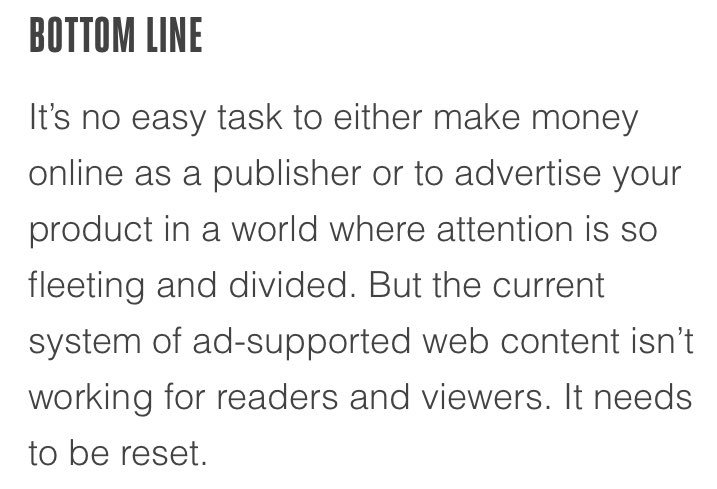 BOTTOM LINE
It’s no easy task to either make money
online as a publisher or to advertise your
product in a world where attention is so
fleeting and divided. But the current
system of ad-supported web content isn’t
working for readers and viewers. It needs
to be reset.